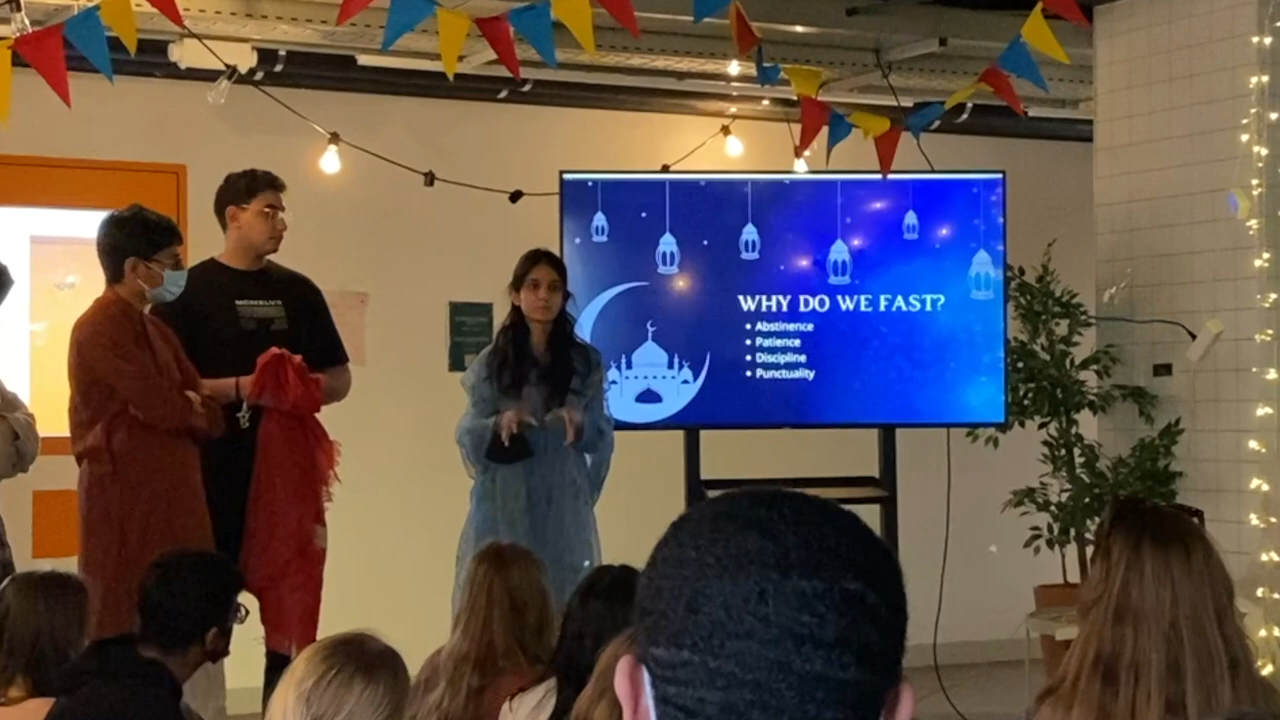 WHY DO WE FAST?
• Abstinence
• Patience
• Discipline
• Punctuality